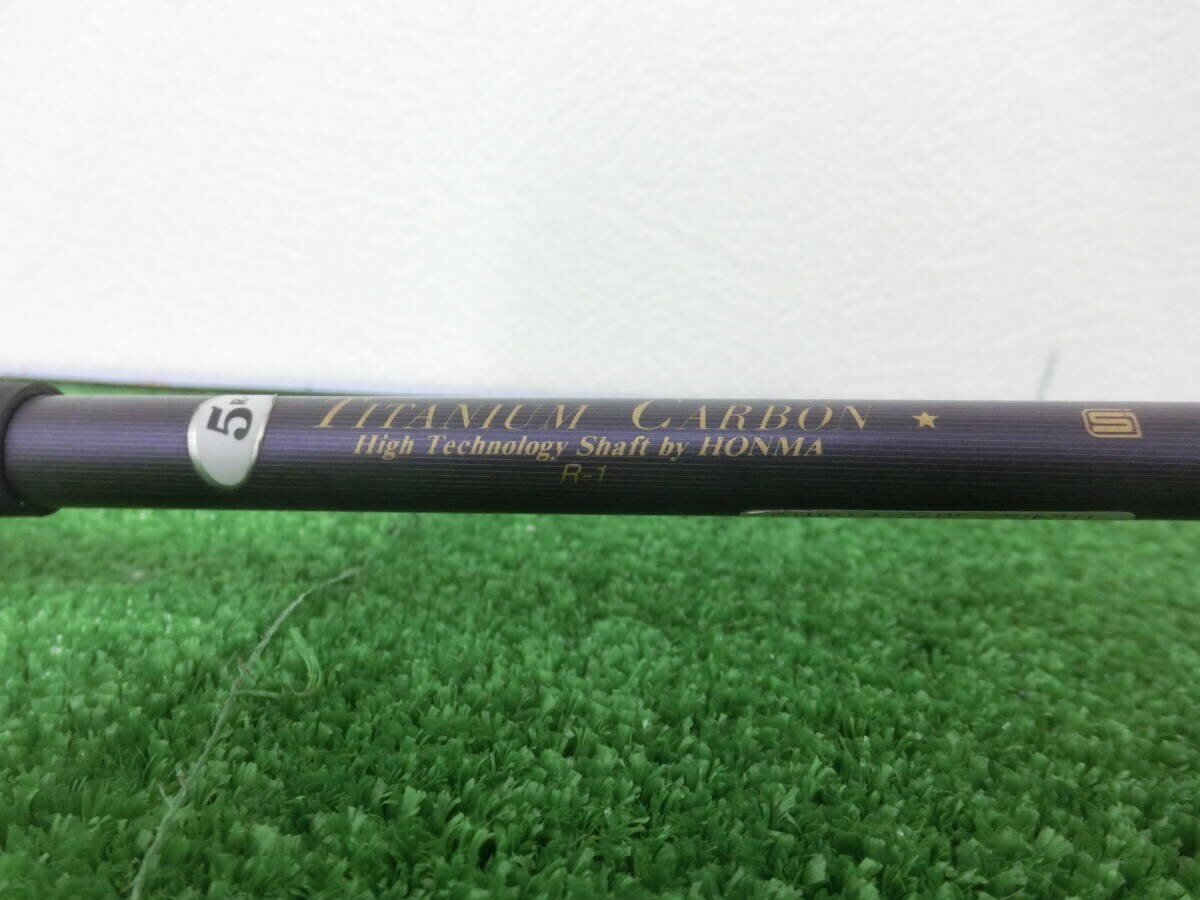 5 R
TITANIUM CARBON ★
High Technology Shaft by HONMA
R-1
S